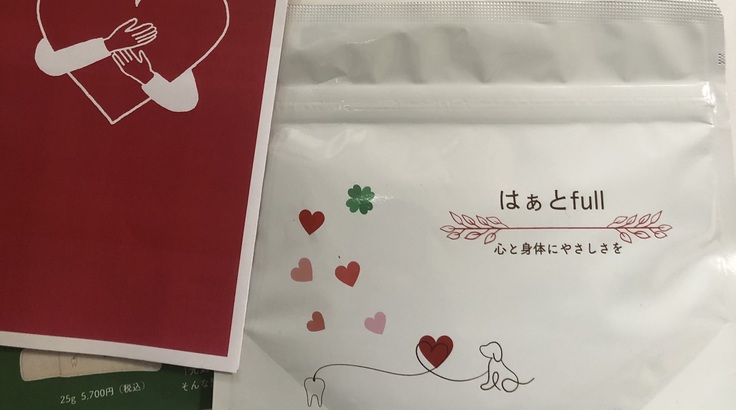 はぁとfull
心と身体にやさしさを
25g 5,700円（税込）
そんな